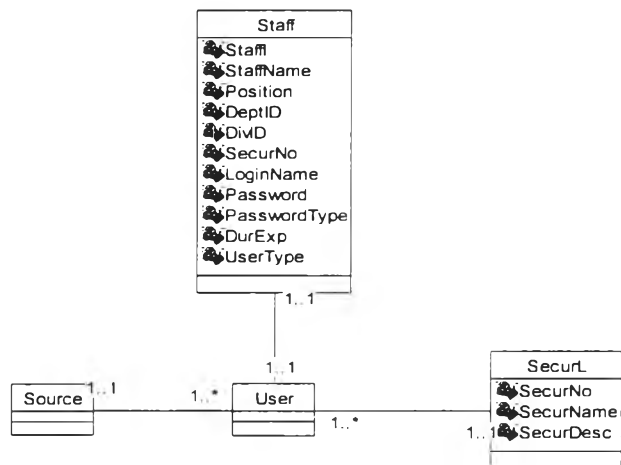 Staff
StaffI
StaffName
Position
DeptID
DivID
SecurNo
LoginName
Password
PasswordType
DurExp
UserType
1..1
1..1
Source
1..1
1..*
User
1..*
SecurL
SecurNo
SecurName
1..1
SecurDesc